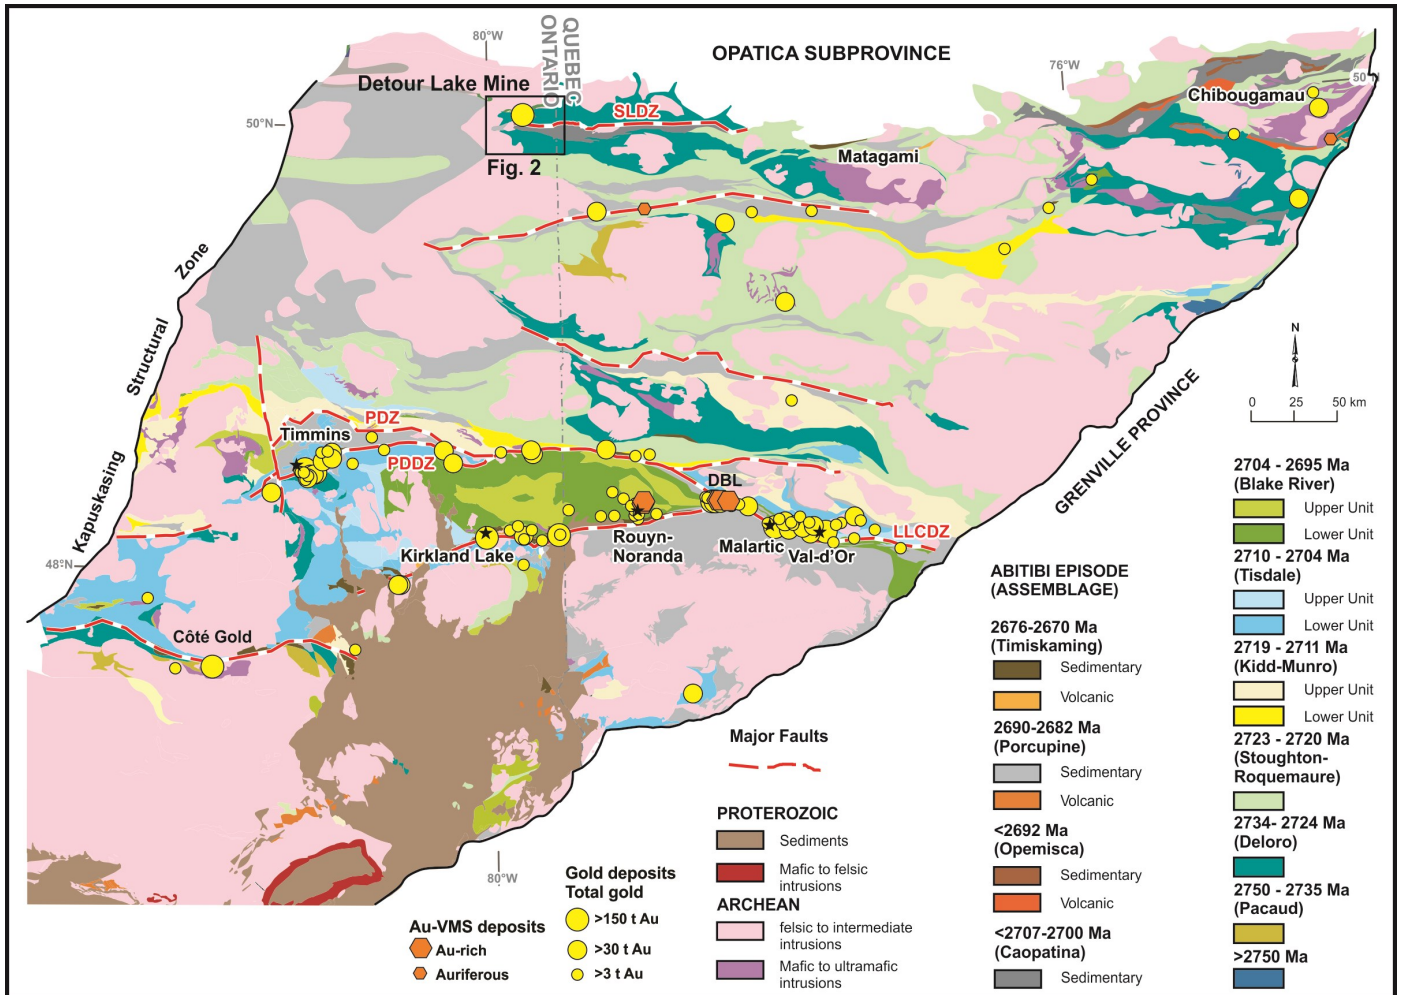 OPATICA SUBPROVINCE
80°W
QUEBEC
ONTARIO
76°W
50°N
Detour Lake Mine
Chibougamau
50°N
SLDZ
Fig. 2
Matagami
Zone
Structural
Kapuskasing
N
0 25 50 km
GRENVILLE PROVINCE
PDZ
Timmins
PDDZ
DBL
Kirkland Lake
Rouyn-
Noranda
Malartic
Val-d'Or
LLCDZ
48°N
Côté Gold
80°W
Au-VMS deposits
Au-rich
Auriferous
Gold deposits
Total gold
>150 t Au
>30 t Au
>3 t Au
Major Faults
PROTEROZOIC
Sediments
Mafic to felsic
intrusions
ARCHEAN
felsic to intermediate
intrusions
Mafic to ultramafic
intrusions
ABITIBI EPISODE
(ASSEMBLAGE)
2676-2670 Ma
(Timiskaming)
Sedimentary
Volcanic
2690-2682 Ma
(Porcupine)
Sedimentary
Volcanic
<2692 Ma
(Opemisca)
Sedimentary
Volcanic
<2707-2700 Ma
(Caopatina)
Sedimentary
2704 - 2695 Ma
(Blake River)
Upper Unit
Lower Unit
2710 - 2704 Ma
(Tisdale)
Upper Unit
Lower Unit
2719 - 2711 Ma
(Kidd-Munro)
Upper Unit
Lower Unit
2723 - 2720 Ma
(Stoughton-
Roquemaure)
2734- 2724 Ma
(Deloro)
2750 - 2735 Ma
(Pacaud)
>2750 Ma